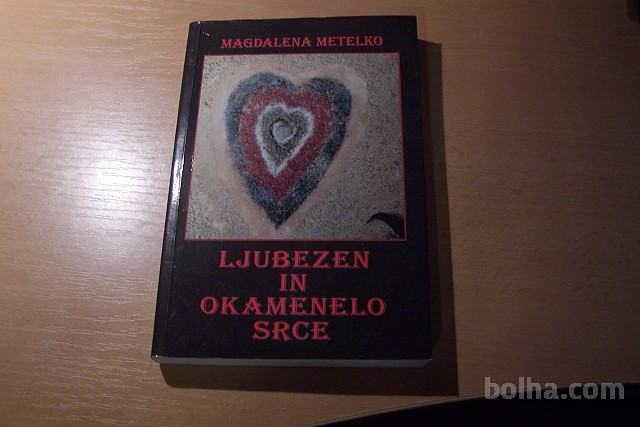 MAGDALENA METELKO
LJUBEZEN
IN
OKAMENELO
SRCE
bolha.com